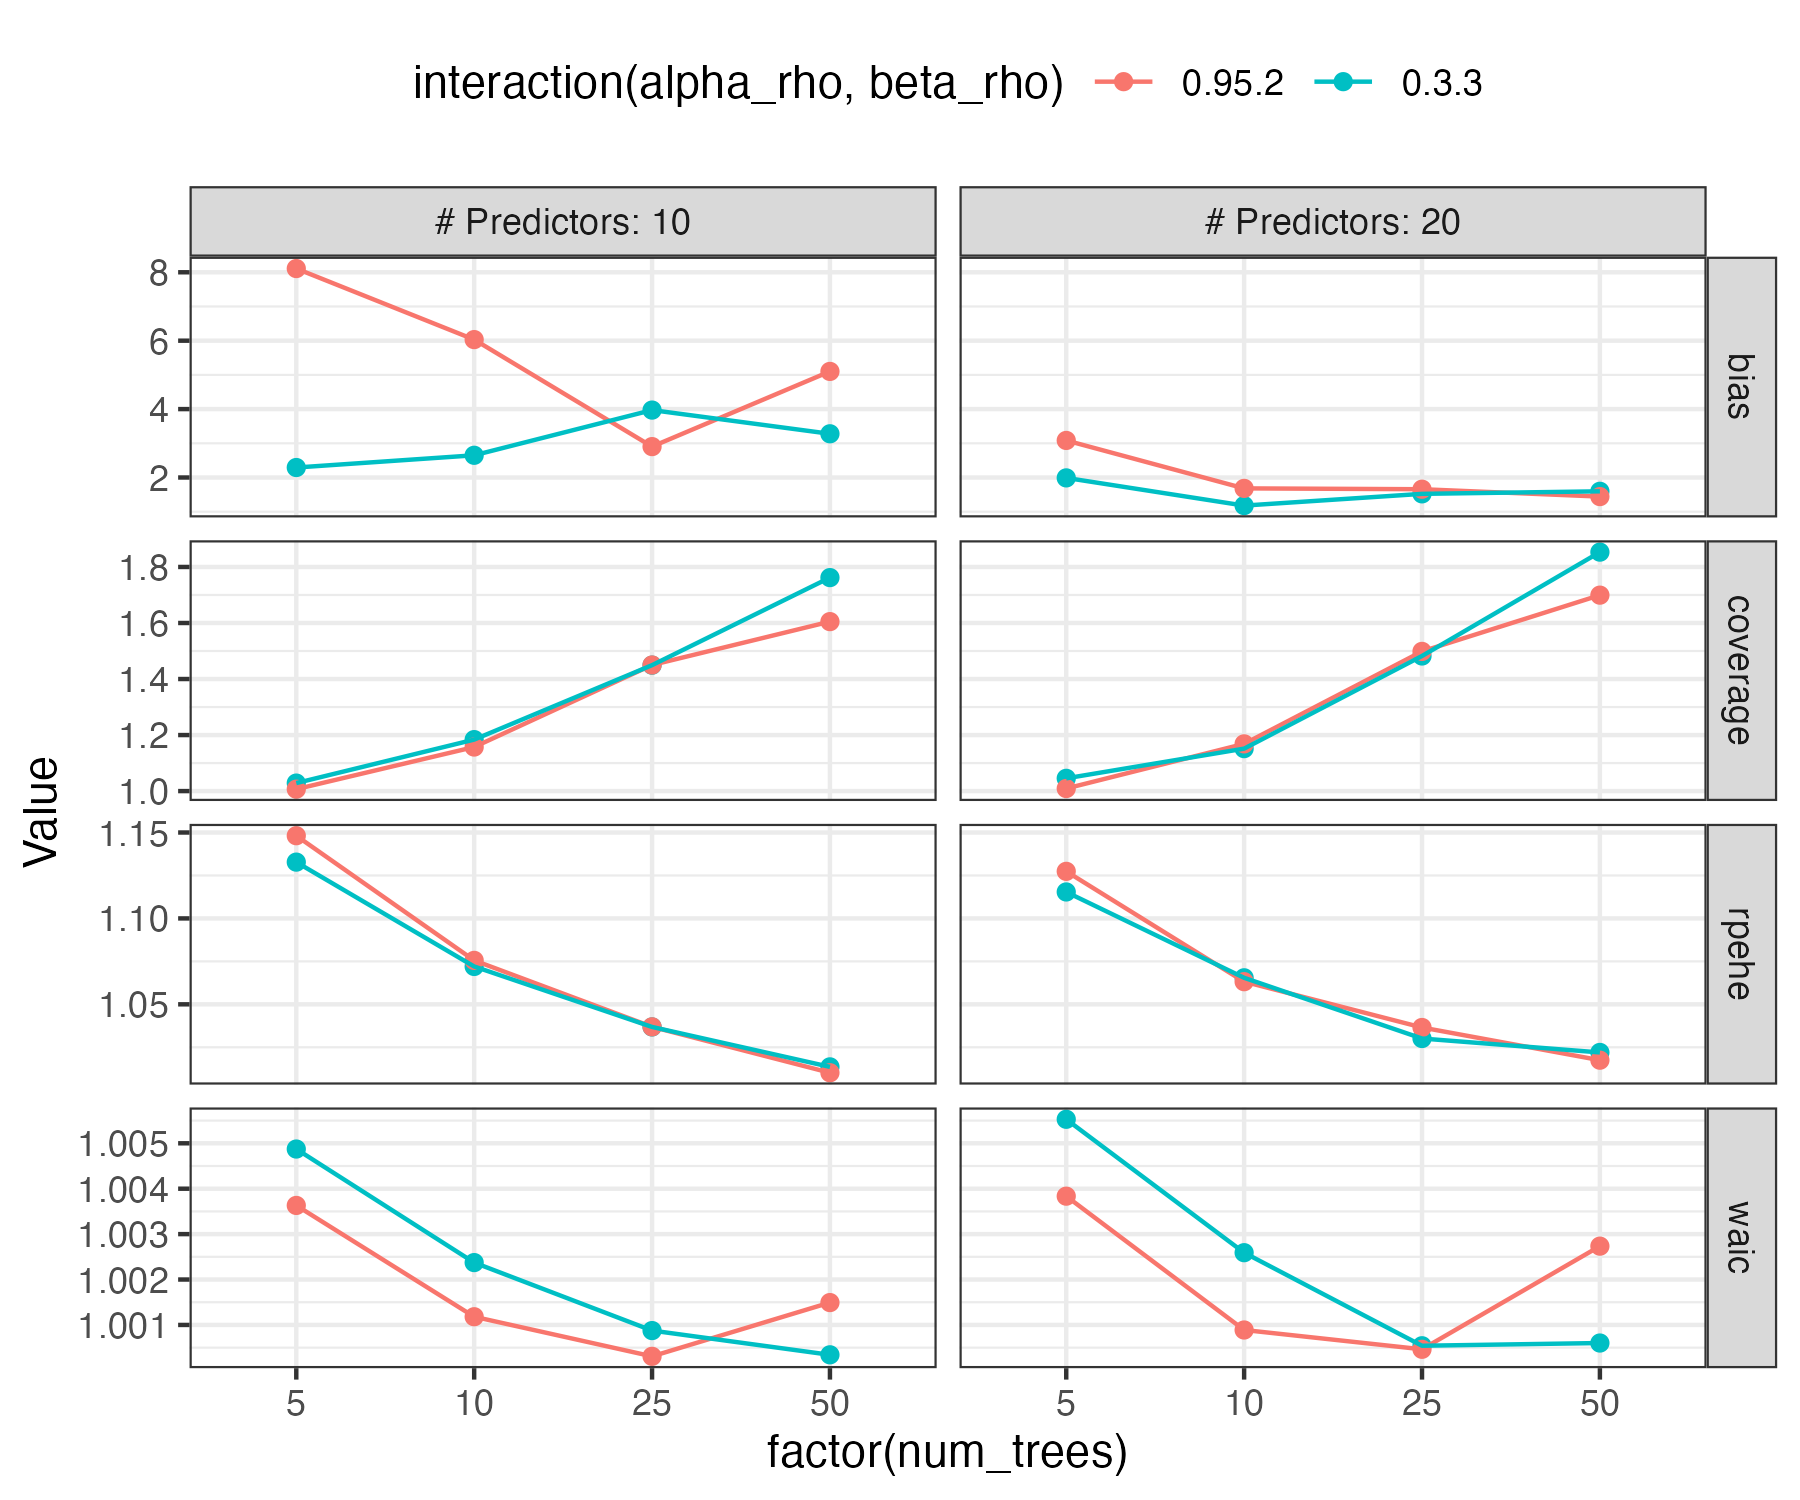 interaction(alpha_rho, beta_rho) 0.95.2 0.3.3
# Predictors: 10 # Predictors: 20
8
6
4
2
bias
1.8
1.6
1.4
1.2
1.0
coverage
Value
1.15
1.10
1.05
rpehe
1.005
1.004
1.003
1.002
1.001
waic
5 10 25 50 5 10 25 50
factor(num_trees)